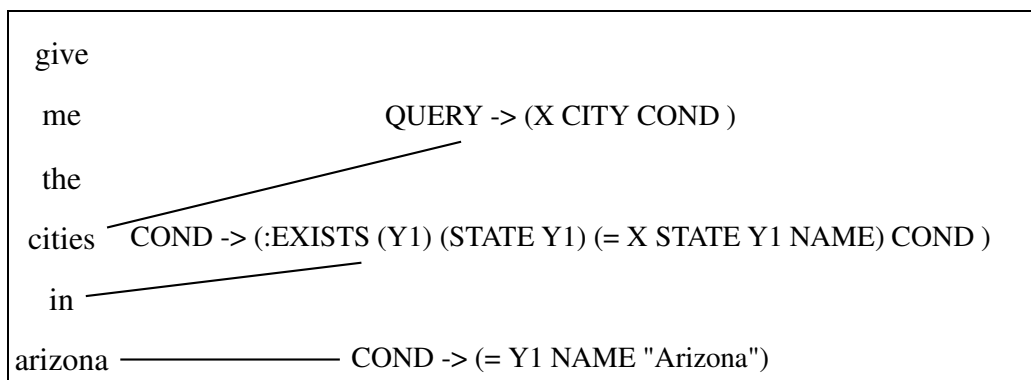 give
me QUERY -> (X CITY COND )
the
cities COND -> (:EXISTS (Y1) (STATE Y1) (= X STATE Y1 NAME) COND )
in
arizona COND -> (= Y1 NAME "Arizona")